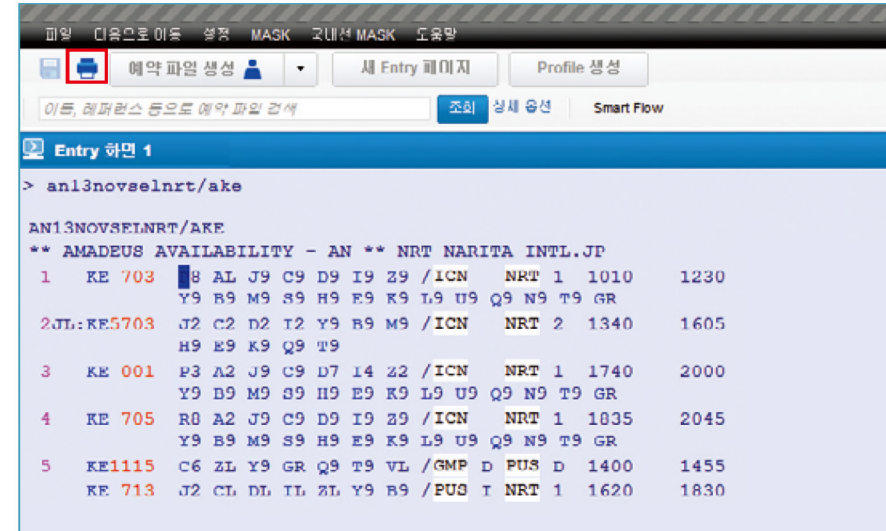 파일 다음으로 이동 설정 MASK 국내선 MASK 도움말
예약 파일 생성 새 Entry 페이지 Profile 생성
이름, 레퍼런스 등으로 예약 파일 검색 조회 상세 옵션 Smart Flow
Entry 화면 1
> an13novselnrt/ake
AN13NOVSELNRT/AKE
** AMADEUS AVAILABILITY - AN ** NRT NARITA INTL.JP
1 KE 703 8 AL J9 C9 D9 I9 Z9 /ICN NRT 1 1010 1230
Y9 B9 M9 S9 H9 E9 K9 L9 U9 Q9 N9 T9 GR
2JL:KE5703 J2 C2 D2 I2 Y9 B9 M9 /ICN NRT 2 1340 1605
H9 E9 K9 Q9 T9
3 KE 001 P3 A2 J9 C9 D7 I4 Z2 /ICN NRT 1 1740 2000
Y9 B9 M9 S9 H9 E9 K9 L9 U9 Q9 N9 T9 GR
4 KE 705 R8 A2 J9 C9 D9 I9 Z9 /ICN NRT 1 1835 2045
Y9 B9 M9 S9 H9 E9 K9 L9 U9 Q9 N9 T9 GR
5 KE1115 C6 ZL Y9 GR Q9 T9 VL /GMP D PUS D 1400 1455
KE 713 J2 CL DL IL ZL Y9 B9 /PUS I NRT 1 1620 1830